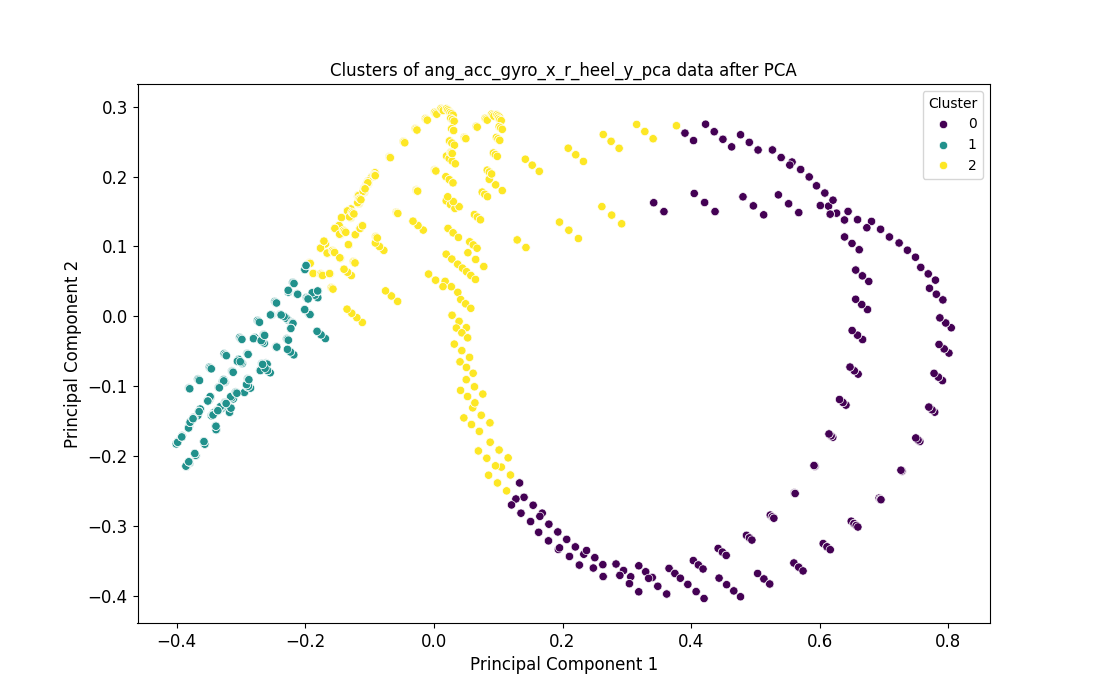 Clusters of ang_acc_gyro_x_r_heel_y_pca data after PCA
Cluster
0
1
2
0.3
0.2
0.1
0.0
−0.1
−0.2
−0.3
−0.4
Principal Component 2
−0.4 −0.2 0.0 0.2 0.4 0.6 0.8
Principal Component 1